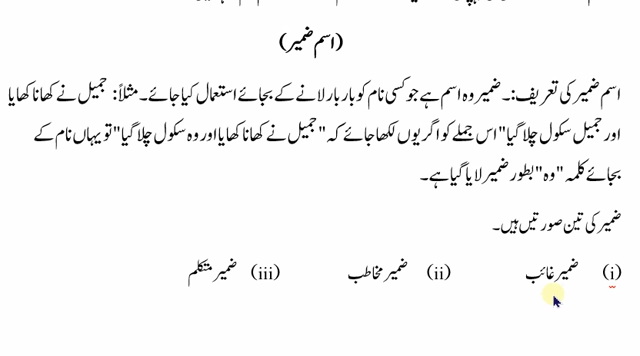 (اسم ضمیر)
اسم ضمیر کی تعریف:۔ ضمیر وہ اسم ہے جو کسی نام کو بار بار لانے کے بجائے استعمال کیا جائے۔ مثلاً: جمیل نے کھانا کھایا
اور جمیل سکول چلا گیا" اس جملے کو اگر یوں لکھا جائے کہ "جمیل نے کھانا کھایا اور وہ سکول چلا گیا" تو یہاں نام کے
بجائے کلمہ "وہ" بطور ضمیر لایا گیا ہے۔
ضمیر کی تین صورتیں ہیں۔
(i) ضمیر غائب (ii) ضمیر مخاطب (iii) ضمیر متکلم